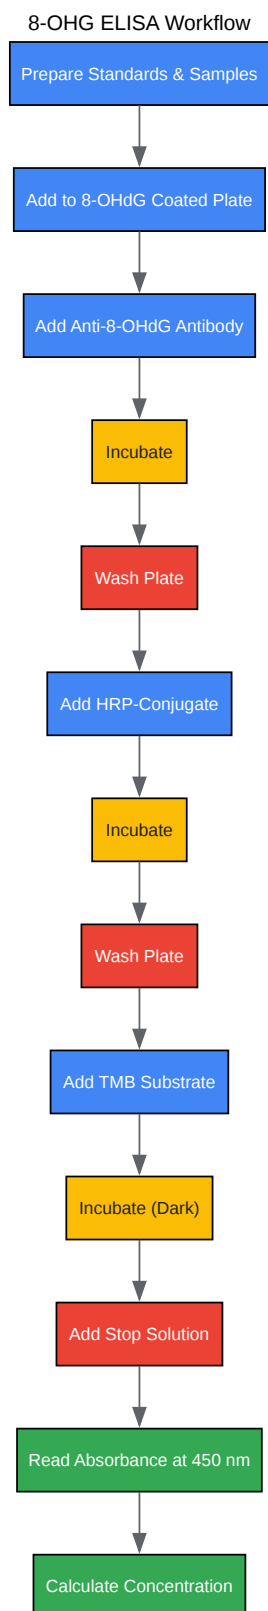 8-OHG ELISA Workflow
Prepare Standards & Samples
Add to 8-OHdG Coated Plate
Add Anti-8-OHdG Antibody
Incubate
Wash Plate
Add HRP-Conjugate
Incubate
Wash Plate
Add TMB Substrate
Incubate (Dark)
Add Stop Solution
Read Absorbance at 450 nm
Calculate Concentration